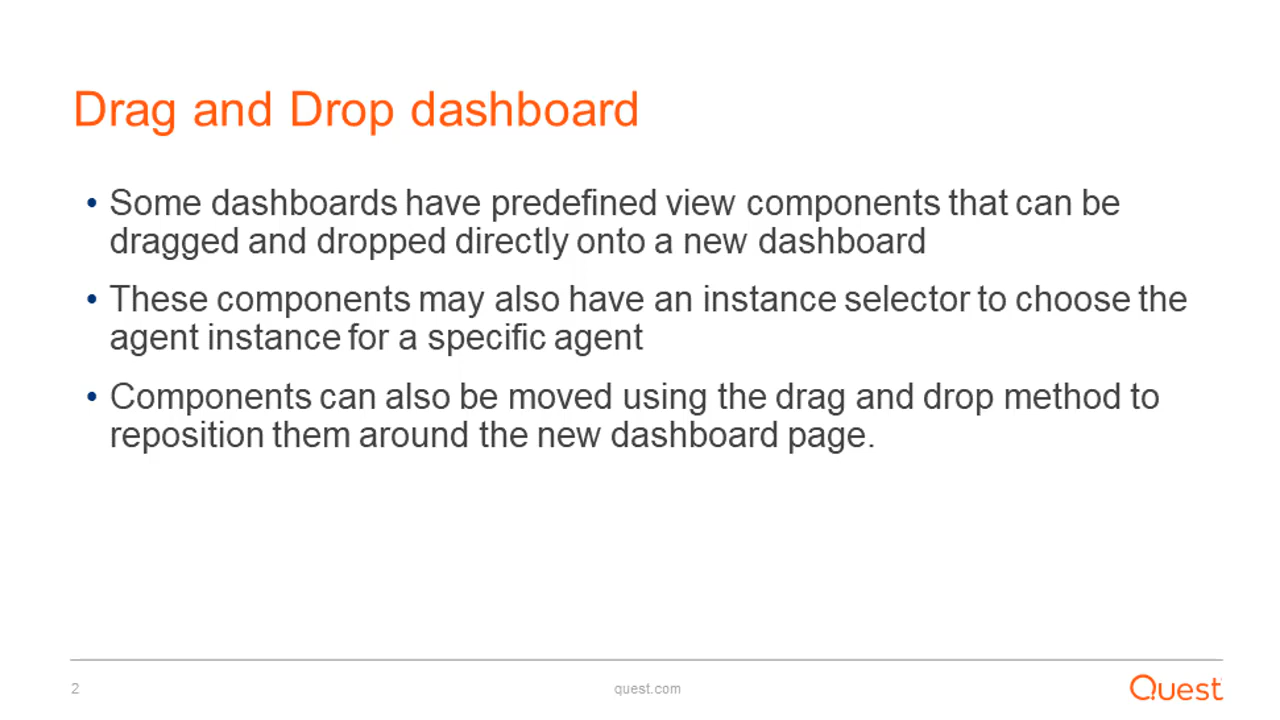 Drag and Drop dashboard
• Some dashboards have predefined view components that can be
dragged and dropped directly onto a new dashboard
• These components may also have an instance selector to choose the
agent instance for a specific agent
• Components can also be moved using the drag and drop method to
reposition them around the new dashboard page.
2
quest.com
Quest